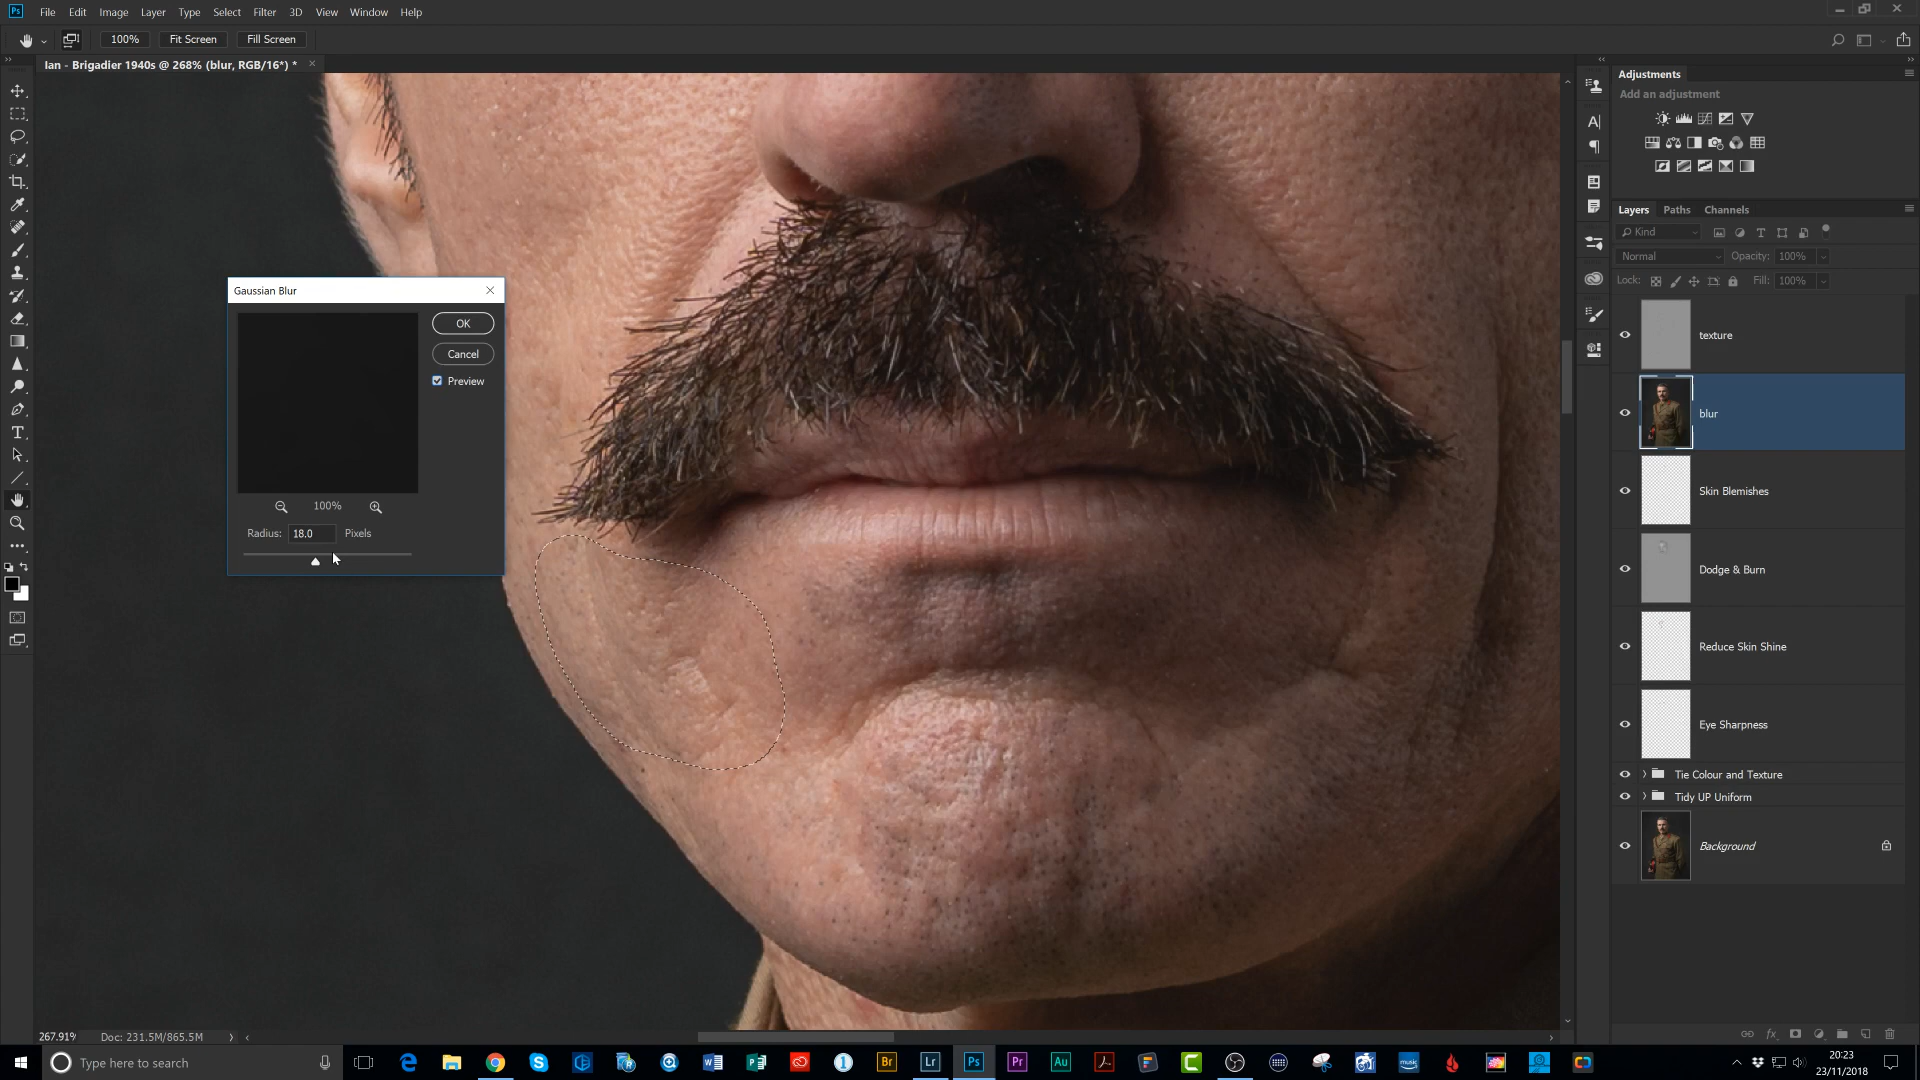 Ps File Edit Image Layer Type Select Filter 3D View Window Help
100% Fit Screen Fill Screen
Ian - Brigadier 1940s @ 268% (blur, RGB/16*) *
Adjustments
Add an adjustment
Gaussian Blur
OK
Cancel
Preview
100%
Radius: 18.0 Pixels
Layers Paths Channels
Kind
Normal Opacity: 100%
Lock: Fill: 100%
texture
blur
Skin Blemishes
Dodge & Burn
Reduce Skin Shine
Eye Sharpness
Tie Colour and Texture
Tidy UP Uniform
Background
267.91% Doc: 231.5M/865.5M
Type here to search
Br Lr Ps Pr Au
music
20:23
23/11/2018